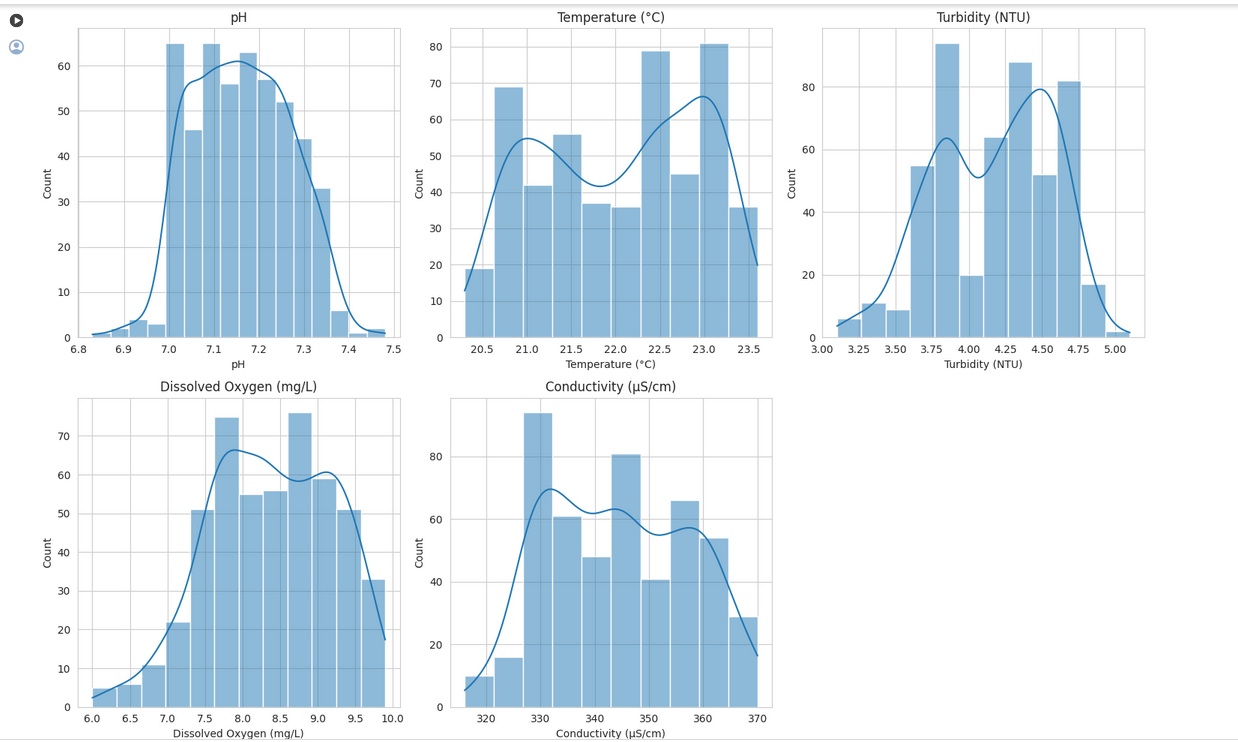 pH
Count
60
50
40
30
20
10
0
6.8 6.9 7.0 7.1 7.2 7.3 7.4 7.5
pH
Temperature (°C)
Count
80
70
60
50
40
30
20
10
0
20.5 21.0 21.5 22.0 22.5 23.0 23.5
Temperature (°C)
Turbidity (NTU)
Count
80
60
40
20
0
3.00 3.25 3.50 3.75 4.00 4.25 4.50 4.75 5.00
Turbidity (NTU)
Dissolved Oxygen (mg/L)
Count
70
60
50
40
30
20
10
0
6.0 6.5 7.0 7.5 8.0 8.5 9.0 9.5 10.0
Dissolved Oxygen (mg/L)
Conductivity (µS/cm)
Count
80
60
40
20
0
320 330 340 350 360 370
Conductivity (µS/cm)